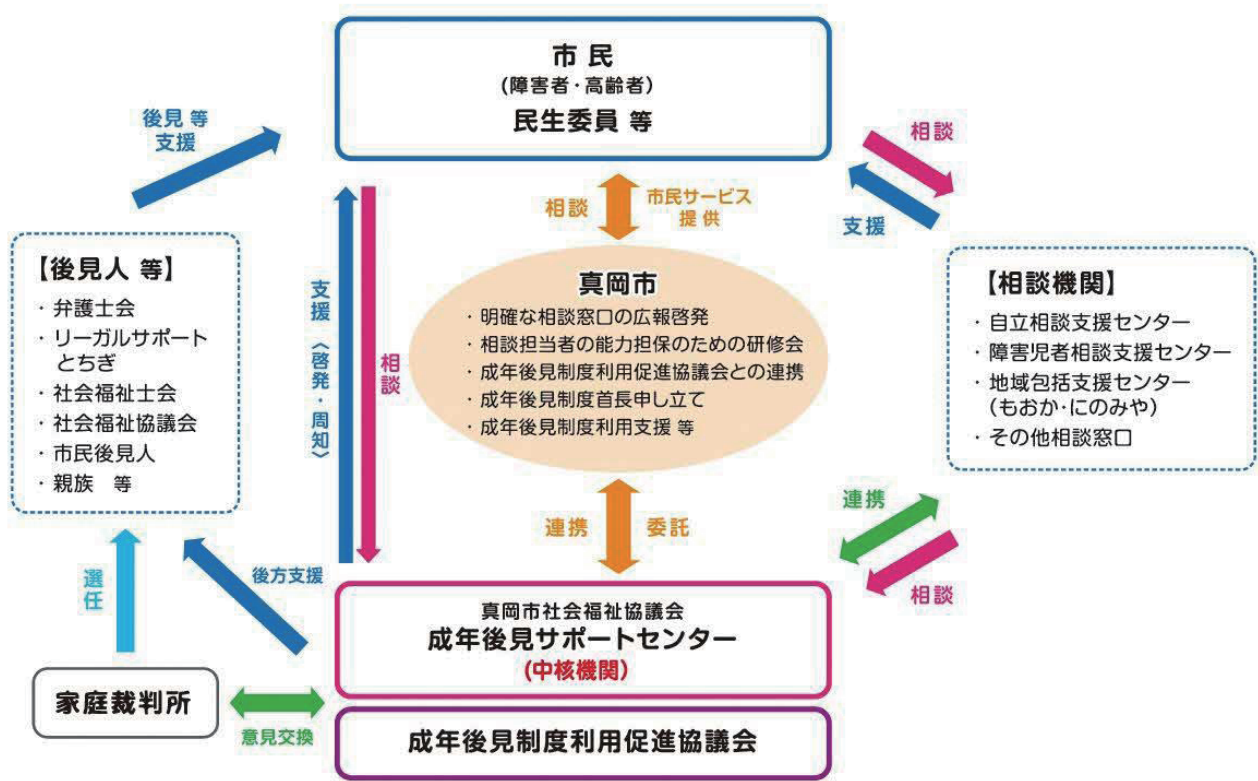 市民
(障害者・高齢者)
民生委員 等
後見 等
支援
相談
支援
相談
市民サービス
提供
【後見人 等】
・弁護士会
・リーガルサポート
とちぎ
・社会福祉士会
・社会福祉協議会
・市民後見人
・親族 等
支援〈啓発・周知〉
相談
真岡市
・明確な相談窓口の広報啓発
・相談担当者の能力担保のための研修会
・成年後見制度利用促進協議会との連携
・成年後見制度首長申し立て
・成年後見制度利用支援 等
【相談機関】
・自立相談支援センター
・障害児者相談支援センター
・地域包括支援センター
(もおか・にのみや)
・その他相談窓口
連携
委託
連携
相談
選任
後方支援
真岡市社会福祉協議会
成年後見サポートセンター
(中核機関)
家庭裁判所
意見交換
成年後見制度利用促進協議会